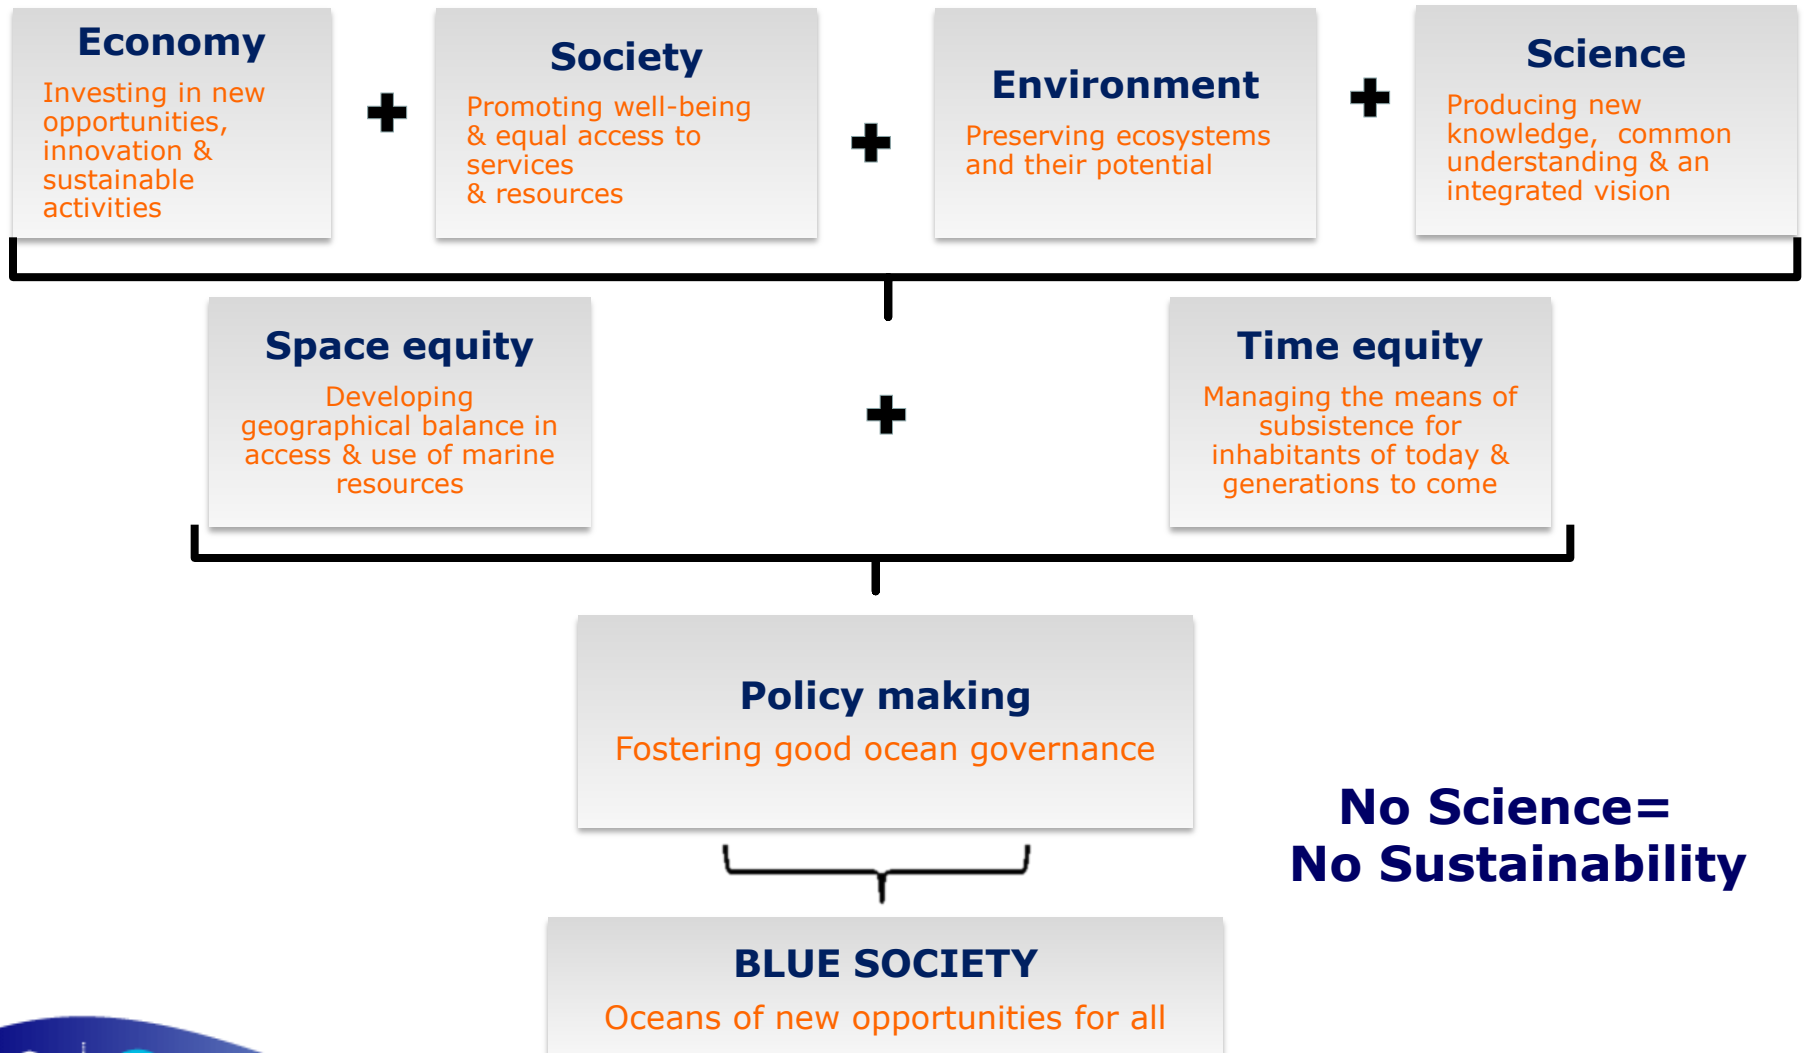 Economy
Investing in new
opportunities,
innovation &
sustainable
activities
Society
Promoting well-being
& equal access to
services
& resources
Environment
Preserving ecosystems
and their potential
Science
Producing new
knowledge, common
understanding & an
integrated vision
Space equity
Developing
geographical balance in
access & use of marine
resources
Time equity
Managing the means of
subsistence for
inhabitants of today &
generations to come
Policy making
Fostering good ocean governance
No Science=
No Sustainability
BLUE SOCIETY
Oceans of new opportunities for all